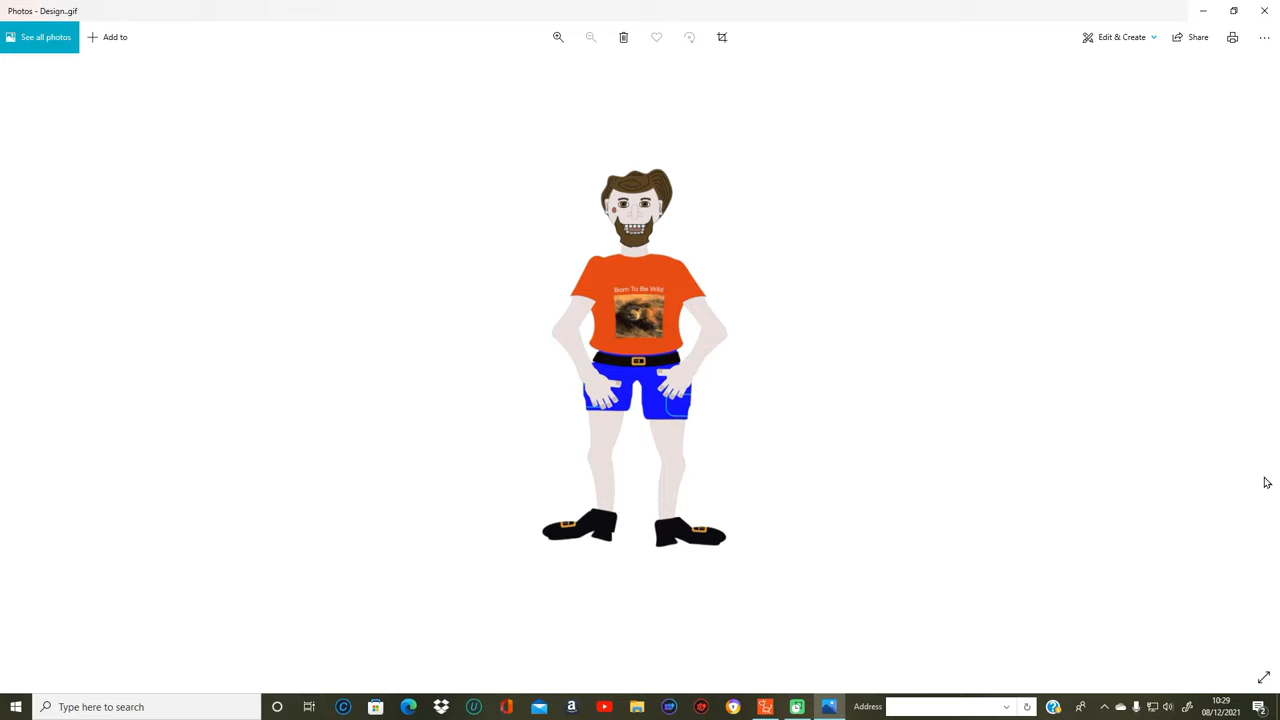 Photos - Design..gif
See all photos
Add to
Edit & Create
Share
Born To Be Wild
Type here to search
Address
10:29
08/12/2021
2